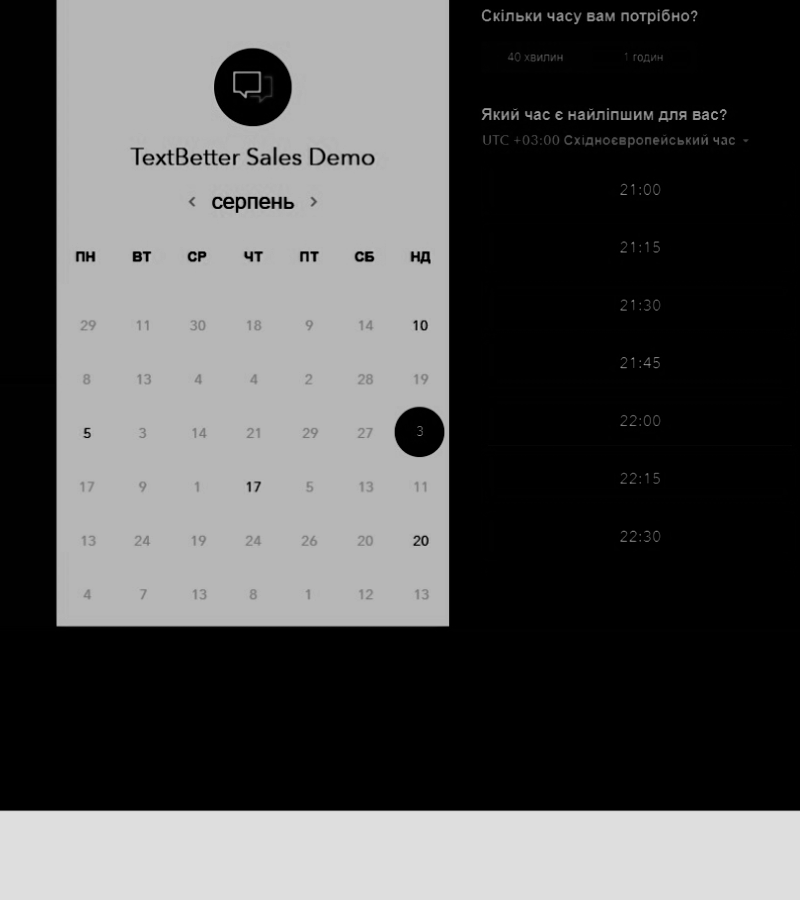 TextBetter Sales Demo
серпень
ПН ВТ СР ЧТ ПТ СБ НД
29 11 30 18 9 14 10
8 13 4 4 2 28 19
5 3 14 21 29 27 3
17 9 1 17 5 13 11
13 24 19 24 26 20 20
4 7 13 8 1 12 13
Скільки часу вам потрібно?
40 хвилин 1 годин
Який час є найліпшим для вас?
UTC +03:00 Східноєвропейський час
21:00
21:15
21:30
21:45
22:00
22:15
22:30